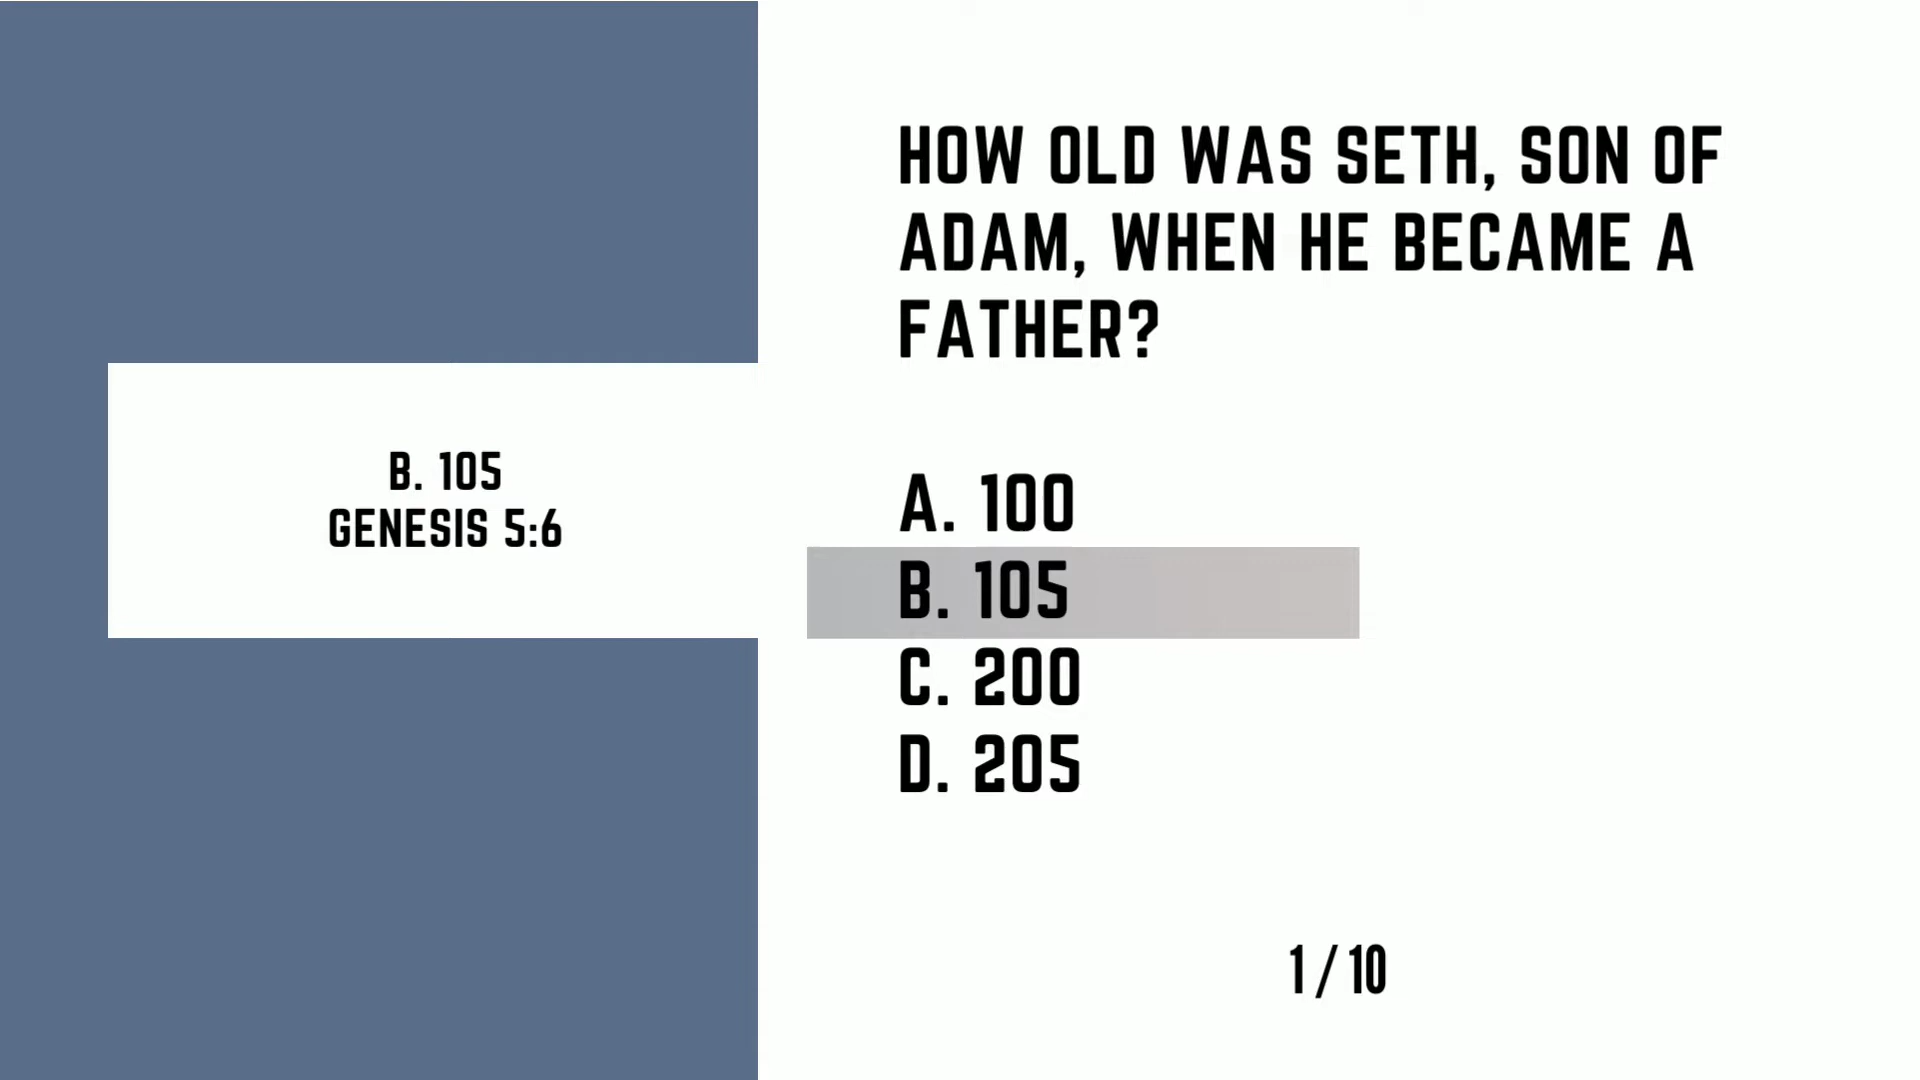 HOW OLD WAS SETH, SON OF
ADAM, WHEN HE BECAME A
FATHER?
A. 100
B. 105
C. 200
D. 205
B. 105
GENESIS 5:6
1 / 10